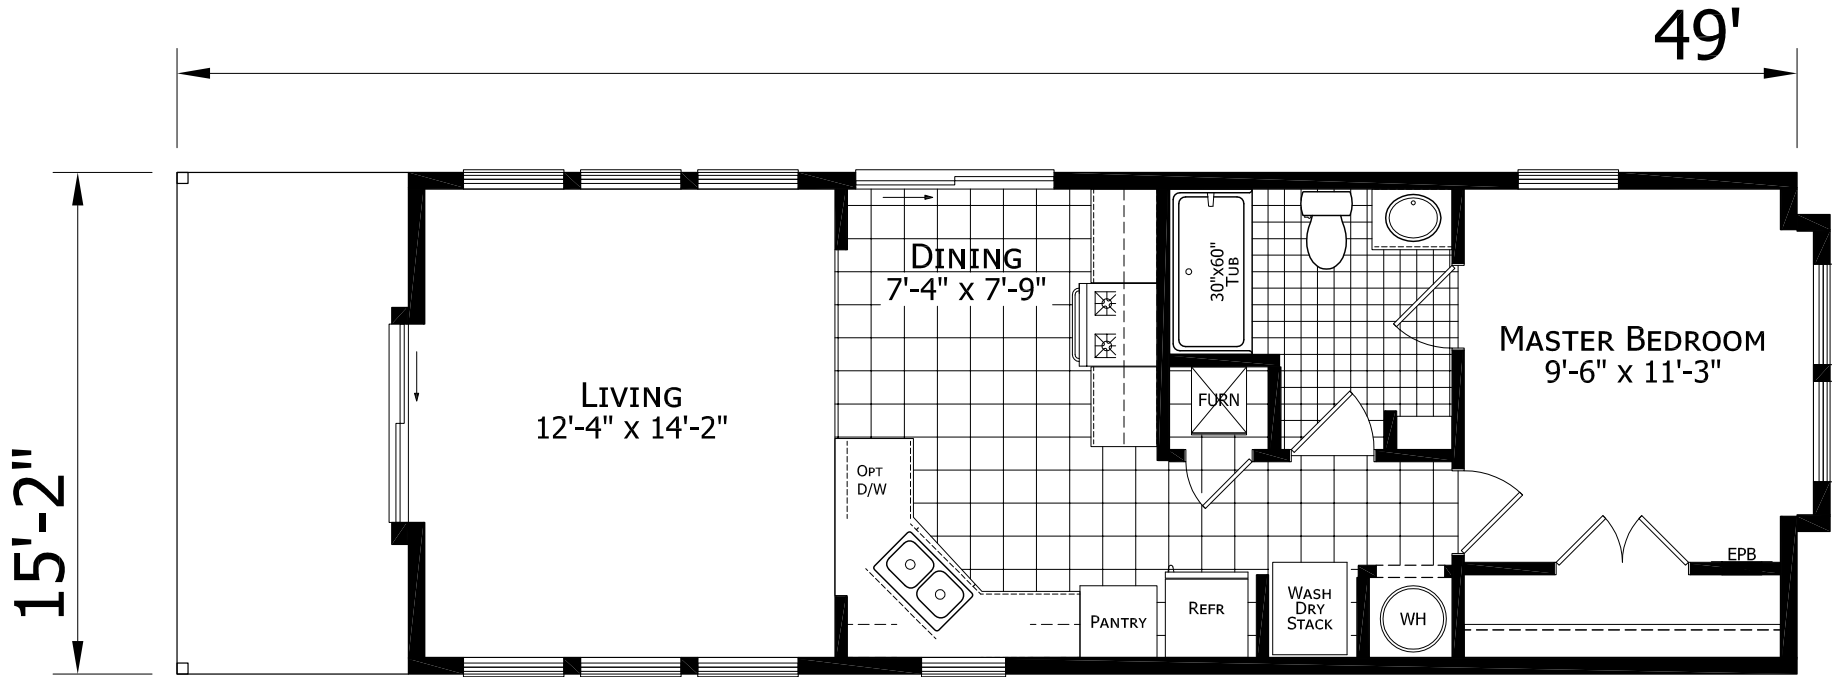 49'
15'-2"
DINING
7'-4" x 7'-9"
30"x60"
TUB
MASTER BEDROOM
9'-6" x 11'-3"
LIVING
12'-4" x 14'-2"
FURN
OPT
D/W
EPB
PANTRY
REFR
WASH
DRY
STACK
WH